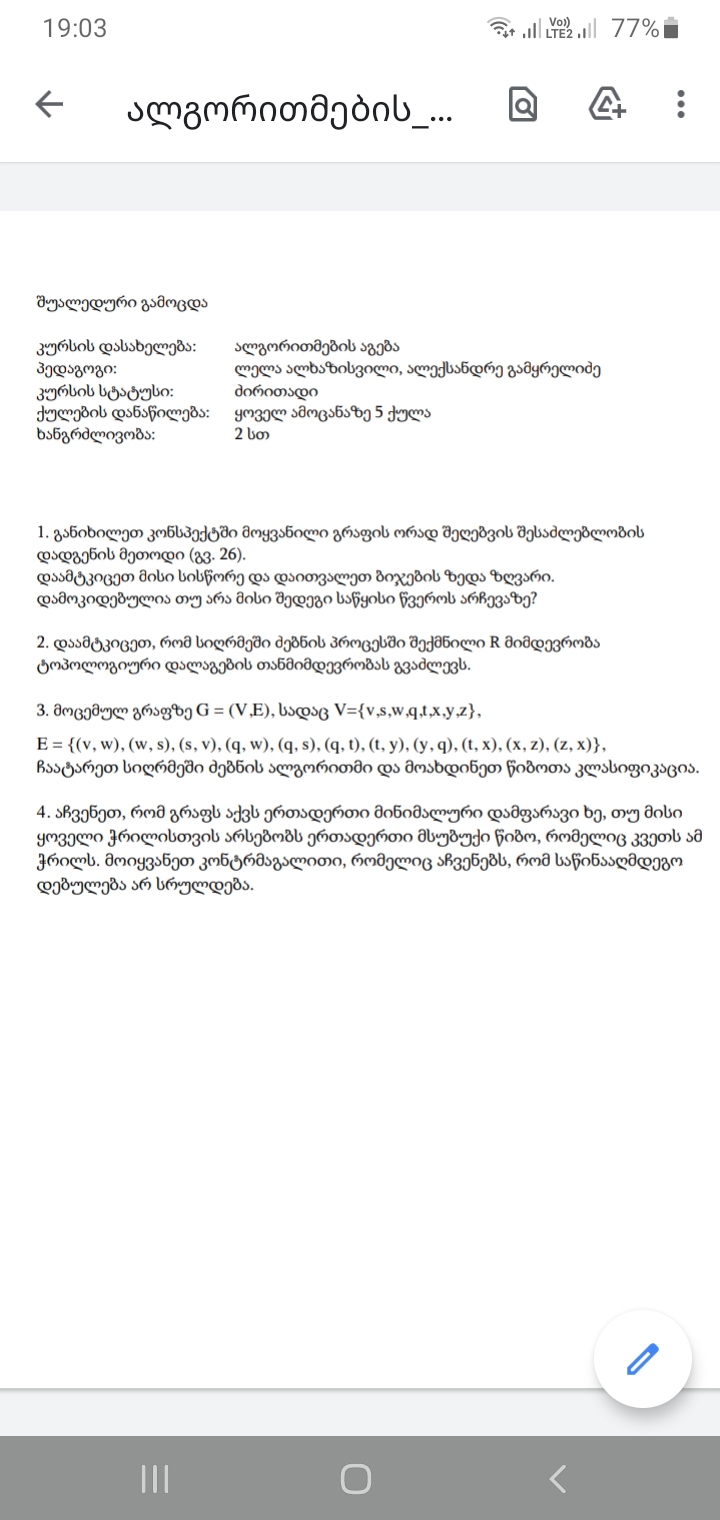 19:03
Vo))
LTE2
77%
ალგორითმების_...
შუალედური გამოცდა
კურსის დასახელება: ალგორითმების აგება
პედაგოგი: ლელა ალხაზისვილი, ალექსანდრე გამყრელიძე
კურსის სტატუსი: ძირითადი
ქულების დანაწილება: ყოველ ამოცანაზე 5 ქულა
ხანგრძლივობა: 2 სთ
1. განიხილეთ კონსპექტში მოყვანილი გრაფის ორად შეღებვის შესაძლებლობის
დადგენის მეთოდი (გვ. 26).
დაამტკიცეთ მისი სისწორე და დაითვალეთ ბიჯების ზედა ზღვარი.
დამოკიდებულია თუ არა მისი შედეგი საწყისი წვეროს არჩევაზე?
2. დაამტკიცეთ, რომ სიღრმეში ძებნის პროცესში შექმნილი R მიმდევრობა
ტოპოლოგიური დალაგების თანმიმდევრობას გვაძლევს.
3. მოცემულ გრაფზე G = (V,E), სადაც V={v,s,w,q,t,x,y,z},
E = {(v, w), (w, s), (s, v), (q, w), (q, s), (q, t), (t, y), (y, q), (t, x), (x, z), (z, x)},
ჩაატარეთ სიღრმეში ძებნის ალგორითმი და მოახდინეთ წიბოთა კლასიფიკაცია.
4. აჩვენეთ, რომ გრაფს აქვს ერთადერთი მინიმალური დამფარავი ხე, თუ მისი
ყოველი ჭრილისთვის არსებობს ერთადერთი მსუბუქი წიბო, რომელიც კვეთს ამ
ჭრილს. მოიყვანეთ კონტრმაგალითი, რომელიც აჩვენებს, რომ საწინააღმდეგო
დებულება არ სრულდება.